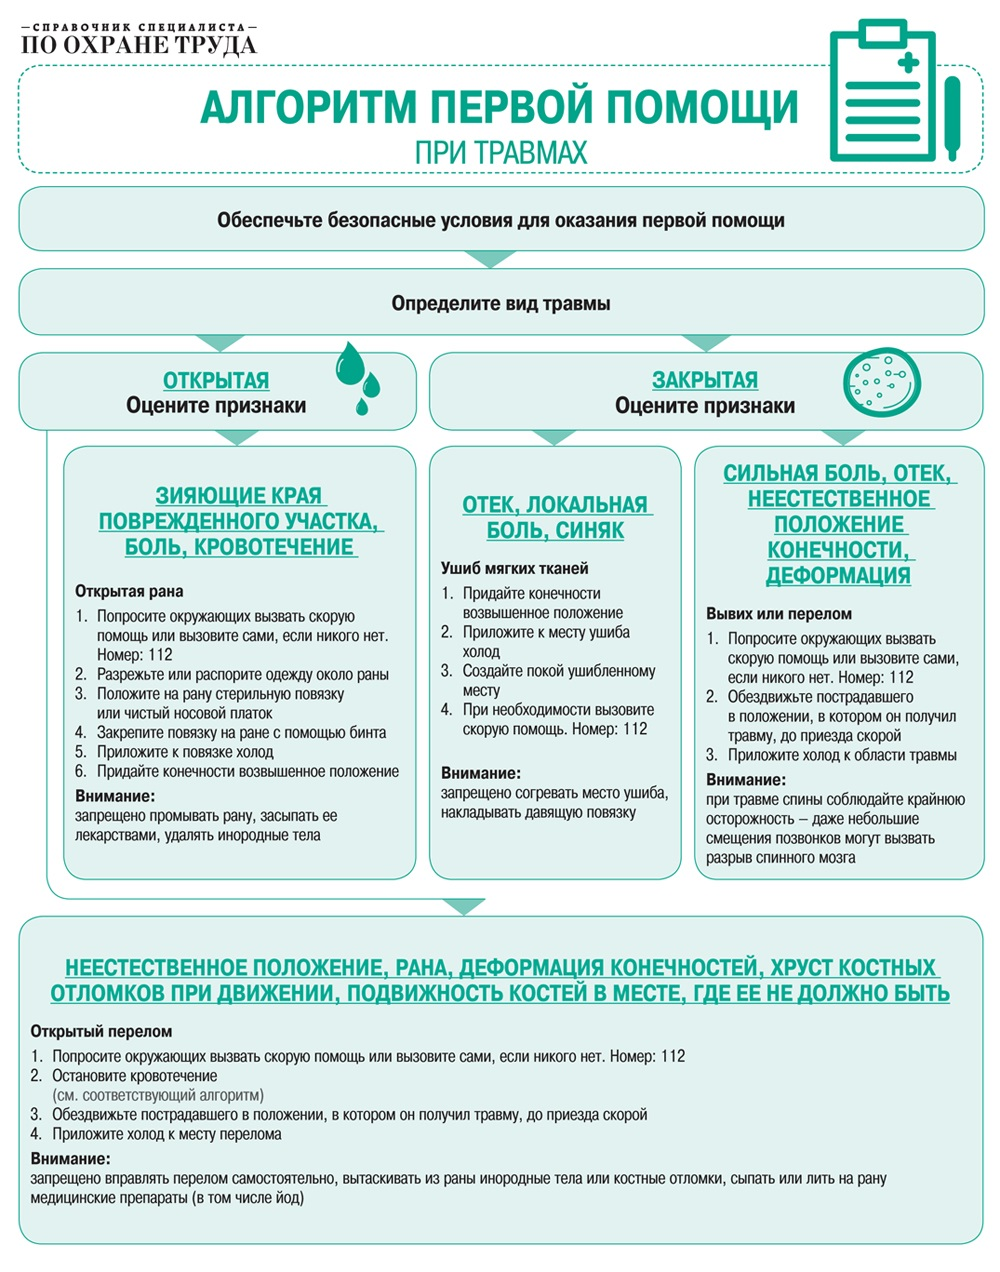 СПРАВОЧНИК СПЕЦИАЛИСТА
ПО ОХРАНЕ ТРУДА
АЛГОРИТМ ПЕРВОЙ ПОМОЩИ
ПРИ ТРАВМАХ
Обеспечьте безопасные условия для оказания первой помощи
Определите вид травмы
ОТКРЫТАЯ
Оцените признаки
ЗАКРЫТАЯ
Оцените признаки
ЗИЯЮЩИЕ КРАЯ
ПОВРЕЖДЕННОГО УЧАСТКА,
БОЛЬ, КРОВОТЕЧЕНИЕ
Открытая рана
1. Попросите окружающих вызвать скорую
помощь или вызовите сами, если никого нет.
Номер: 112
2. Разрежьте или распорите одежду около раны
3. Положите на рану стерильную повязку
или чистый носовой платок
4. Закрепите повязку на ране с помощью бинта
5. Приложите к повязке холод
6. Придайте конечности возвышенное положение
Внимание:
запрещено промывать рану, засыпать ее
лекарствами, удалять инородные тела
ОТЕК, ЛОКАЛЬНАЯ
БОЛЬ, СИНЯК
Ушиб мягких тканей
1. Придайте конечности
возвышенное положение
2. Приложите к месту ушиба
холод
3. Создайте покой ушибленному
месту
4. При необходимости вызовите
скорую помощь. Номер: 112
Внимание:
запрещено согревать место ушиба,
накладывать давящую повязку
СИЛЬНАЯ БОЛЬ, ОТЕК,
НЕЕСТЕСТВЕННОЕ
ПОЛОЖЕНИЕ
КОНЕЧНОСТИ,
ДЕФОРМАЦИЯ
Вывих или перелом
1. Попросите окружающих вызвать
скорую помощь или вызовите сами,
если никого нет. Номер: 112
2. Обездвижьте пострадавшего
в положении, в котором он получил
травму, до приезда скорой
3. Приложите холод к области травмы
Внимание:
при травме спины соблюдайте крайнюю
осторожность – даже небольшие
смещения позвонков могут вызвать
разрыв спинного мозга
НЕЕСТЕСТВЕННОЕ ПОЛОЖЕНИЕ, РАНА, ДЕФОРМАЦИЯ КОНЕЧНОСТЕЙ, ХРУСТ КОСТНЫХ
ОТЛОМКОВ ПРИ ДВИЖЕНИИ, ПОДВИЖНОСТЬ КОСТЕЙ В МЕСТЕ, ГДЕ ЕЕ НЕ ДОЛЖНО БЫТЬ
Открытый перелом
1. Попросите окружающих вызвать скорую помощь или вызовите сами, если никого нет. Номер: 112
2. Остановите кровотечение
(см. соответствующий алгоритм)
3. Обездвижьте пострадавшего в положении, в котором он получил травму, до приезда скорой
4. Приложите холод к месту перелома
Внимание:
запрещено вправлять перелом самостоятельно, вытаскивать из раны инородные тела или костные отломки, сыпать или лить на рану
медицинские препараты (в том числе йод)